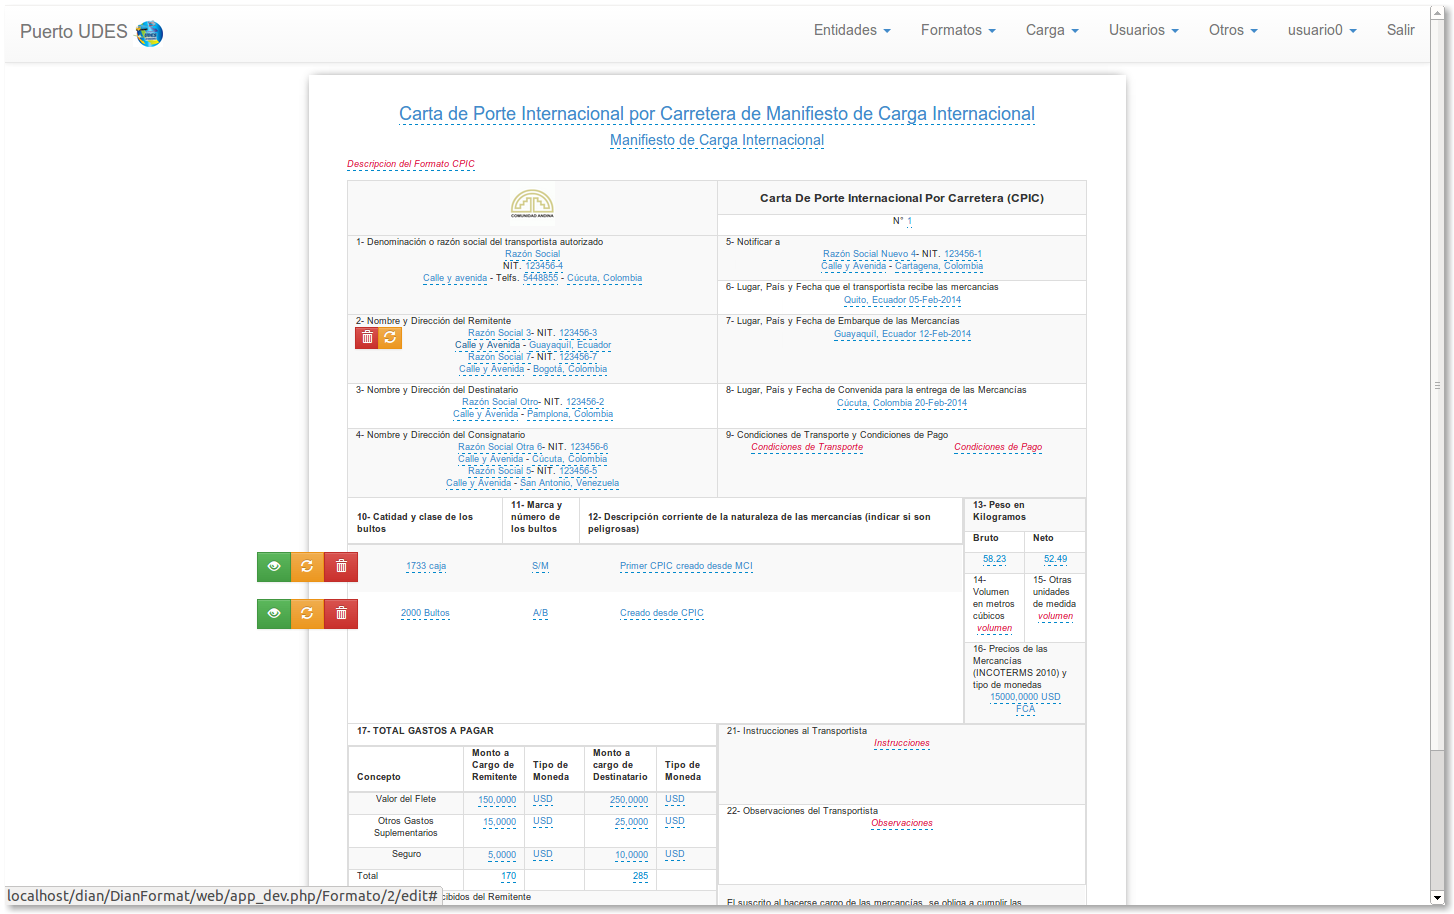 Puerto UDES
Entidades
Formatos
Carga
Usuarios
Otros
usuario0
Salir
Carta de Porte Internacional por Carretera de Manifiesto de Carga Internacional
Manifiesto de Carga Internacional
Descripcion del Formato CPIC
COMUNIDAD ANDINA
Carta De Porte Internacional Por Carretera (CPIC)
N° 1
1- Denominación o razón social del transportista autorizado
Razón Social
NIT. 123456-4
Calle y avenida - Telfs. 5448855 - Cúcuta, Colombia
5- Notificar a
Razón Social Nuevo 4- NIT. 123456-1
Calle y Avenida - Cartagena, Colombia
6- Lugar, País y Fecha que el transportista recibe las mercancias
Quito, Ecuador 05-Feb-2014
2- Nombre y Dirección del Remitente
Razón Social 3- NIT. 123456-3
Calle y Avenida - Guayaquil, Ecuador
Razón Social 7- NIT. 123456-7
Calle y Avenida - Bogotá, Colombia
7- Lugar, País y Fecha de Embarque de las Mercancías
Guayaquil, Ecuador 12-Feb-2014
3- Nombre y Dirección del Destinatario
Razón Social Otro- NIT. 123456-2
Calle y Avenida - Pamplona, Colombia
8- Lugar, País y Fecha de Convenida para la entrega de las Mercancías
Cúcuta, Colombia 20-Feb-2014
4- Nombre y Dirección del Consignatario
Razón Social Otra 6- NIT. 123456-6
Calle y Avenida - Cúcuta, Colombia
Razón Social 5- NIT. 123456-5
Calle y Avenida - San Antonio, Venezuela
9- Condiciones de Transporte y Condiciones de Pago
Condiciones de Transporte
Condiciones de Pago
10- Catidad y clase de los
bultos
11- Marca y
número de
los bultos
12- Descripción corriente de la naturaleza de las mercancías (indicar si son
peligrosas)
13- Peso en
Kilogramos
Bruto
Neto
58.23
52.49
1733 caja
S/M
Primer CPIC creado desde MCI
2000 Bultos
A/B
Creado desde CPIC
14-
Volumen
en metros
cúbicos
volumen
15- Otras
unidades
de medida
volumen
16- Precios de las
Mercancías
(INCOTERMS 2010) y
tipo de monedas
15000,0000 USD
FCA
17- TOTAL GASTOS A PAGAR
Concepto
Monto a
Cargo de
Remitente
Tipo de
Moneda
Monto a
cargo de
Destinatario
Tipo de
Moneda
Valor del Flete
150,0000
USD
250,0000
USD
Otros Gastos
Suplementarios
15,0000
USD
25,0000
USD
Seguro
5,0000
USD
10,0000
USD
Total
170
285
21- Instrucciones al Transportista
Instrucciones
22- Observaciones del Transportista
Observaciones
cibidos del Remitente
El suscrito al hacerse cargo de las mercancías, se obliga a cumplir las
localhost/dian/DianFormat/web/app_dev.php/Formato/2/edit#